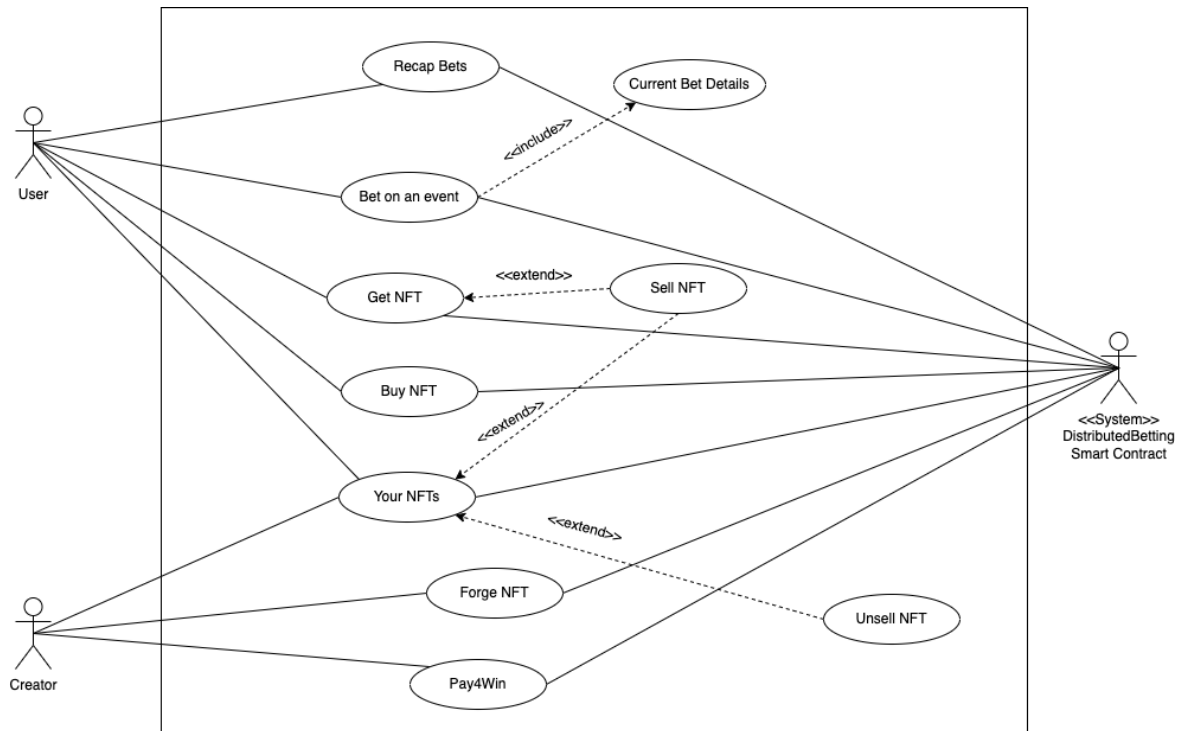 Recap Bets
Current Bet Details
<<include>>
User
Bet on an event
<<extend>>
Sell NFT
Get NFT
Buy NFT
<<extend>>
<<System>>
DistributedBetting
Smart Contract
Your NFTs
<<extend>>
Forge NFT
Unsell NFT
Creator
Pay4Win